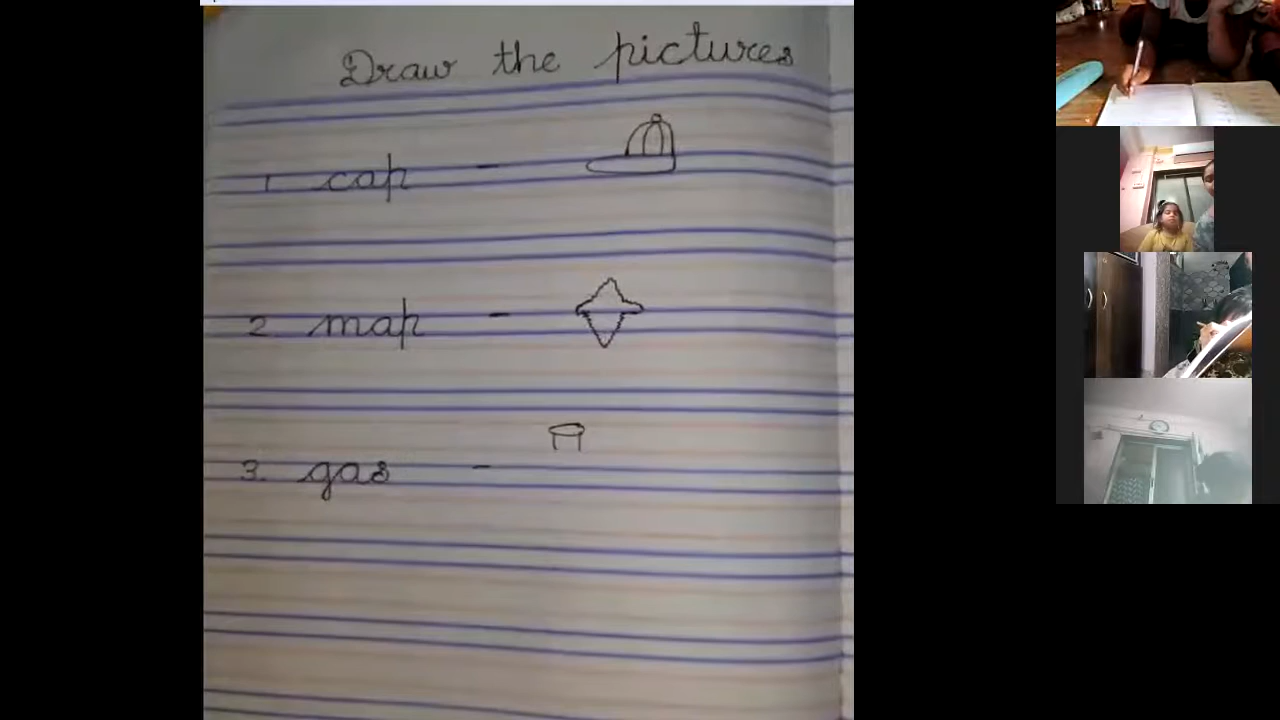 Draw the pictures
1. cap -
2. map -
3. gas -